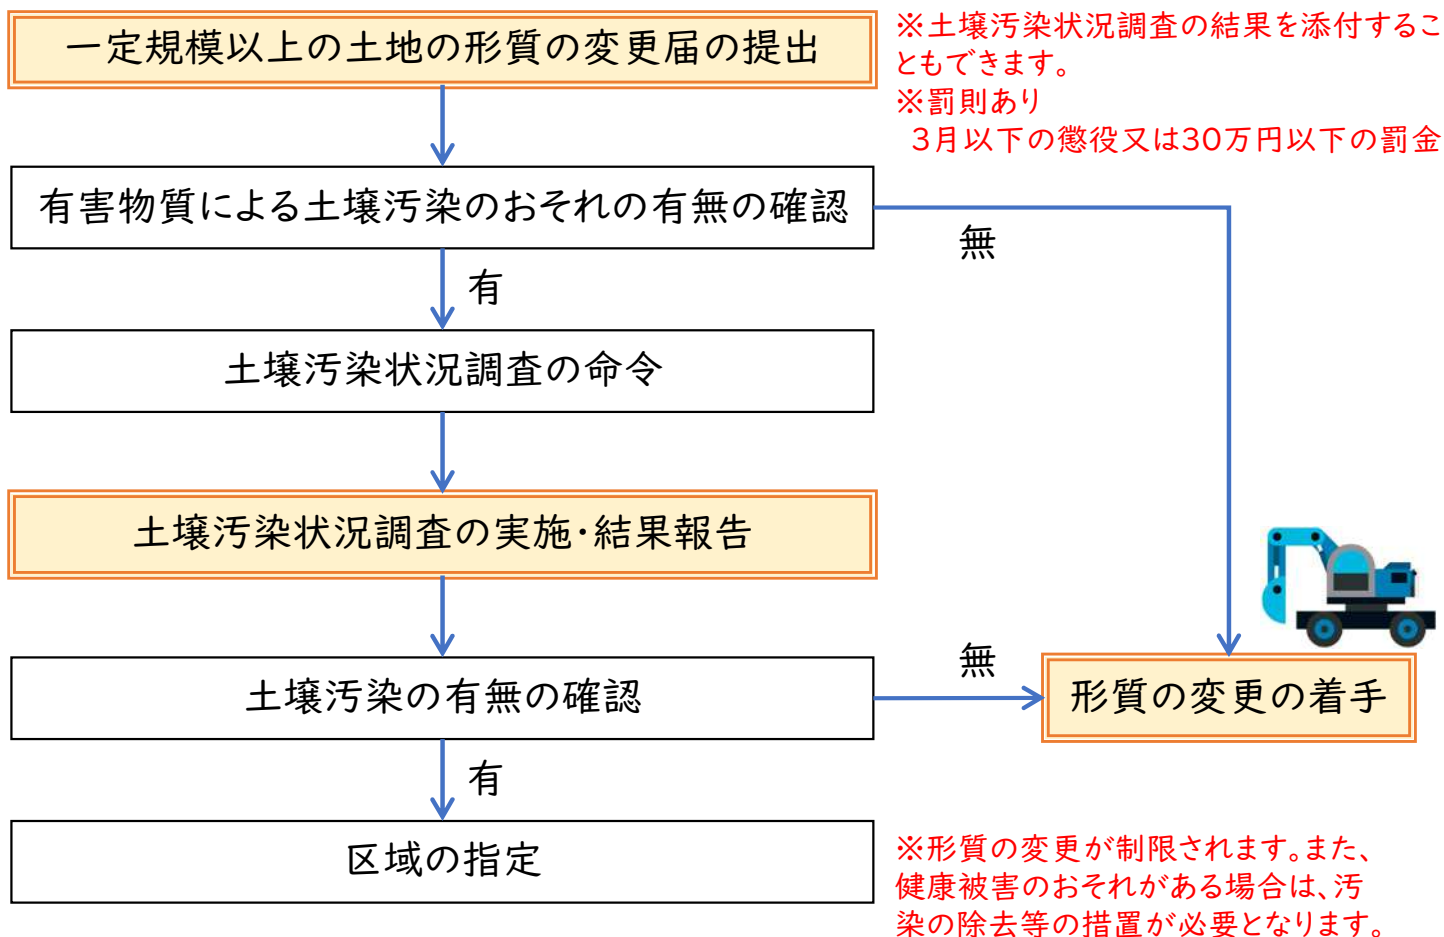 一定規模以上の土地の形質の変更届の提出
※土壌汚染状況調査の結果を添付するこ
ともできます。
※罰則あり
3月以下の懲役又は30万円以下の罰金
有害物質による土壌汚染のおそれの有無の確認
無
有
土壌汚染状況調査の命令
土壌汚染状況調査の実施・結果報告
土壌汚染の有無の確認
無
形質の変更の着手
有
区域の指定
※形質の変更が制限されます。また、
健康被害のおそれがある場合は、汚
染の除去等の措置が必要となります。